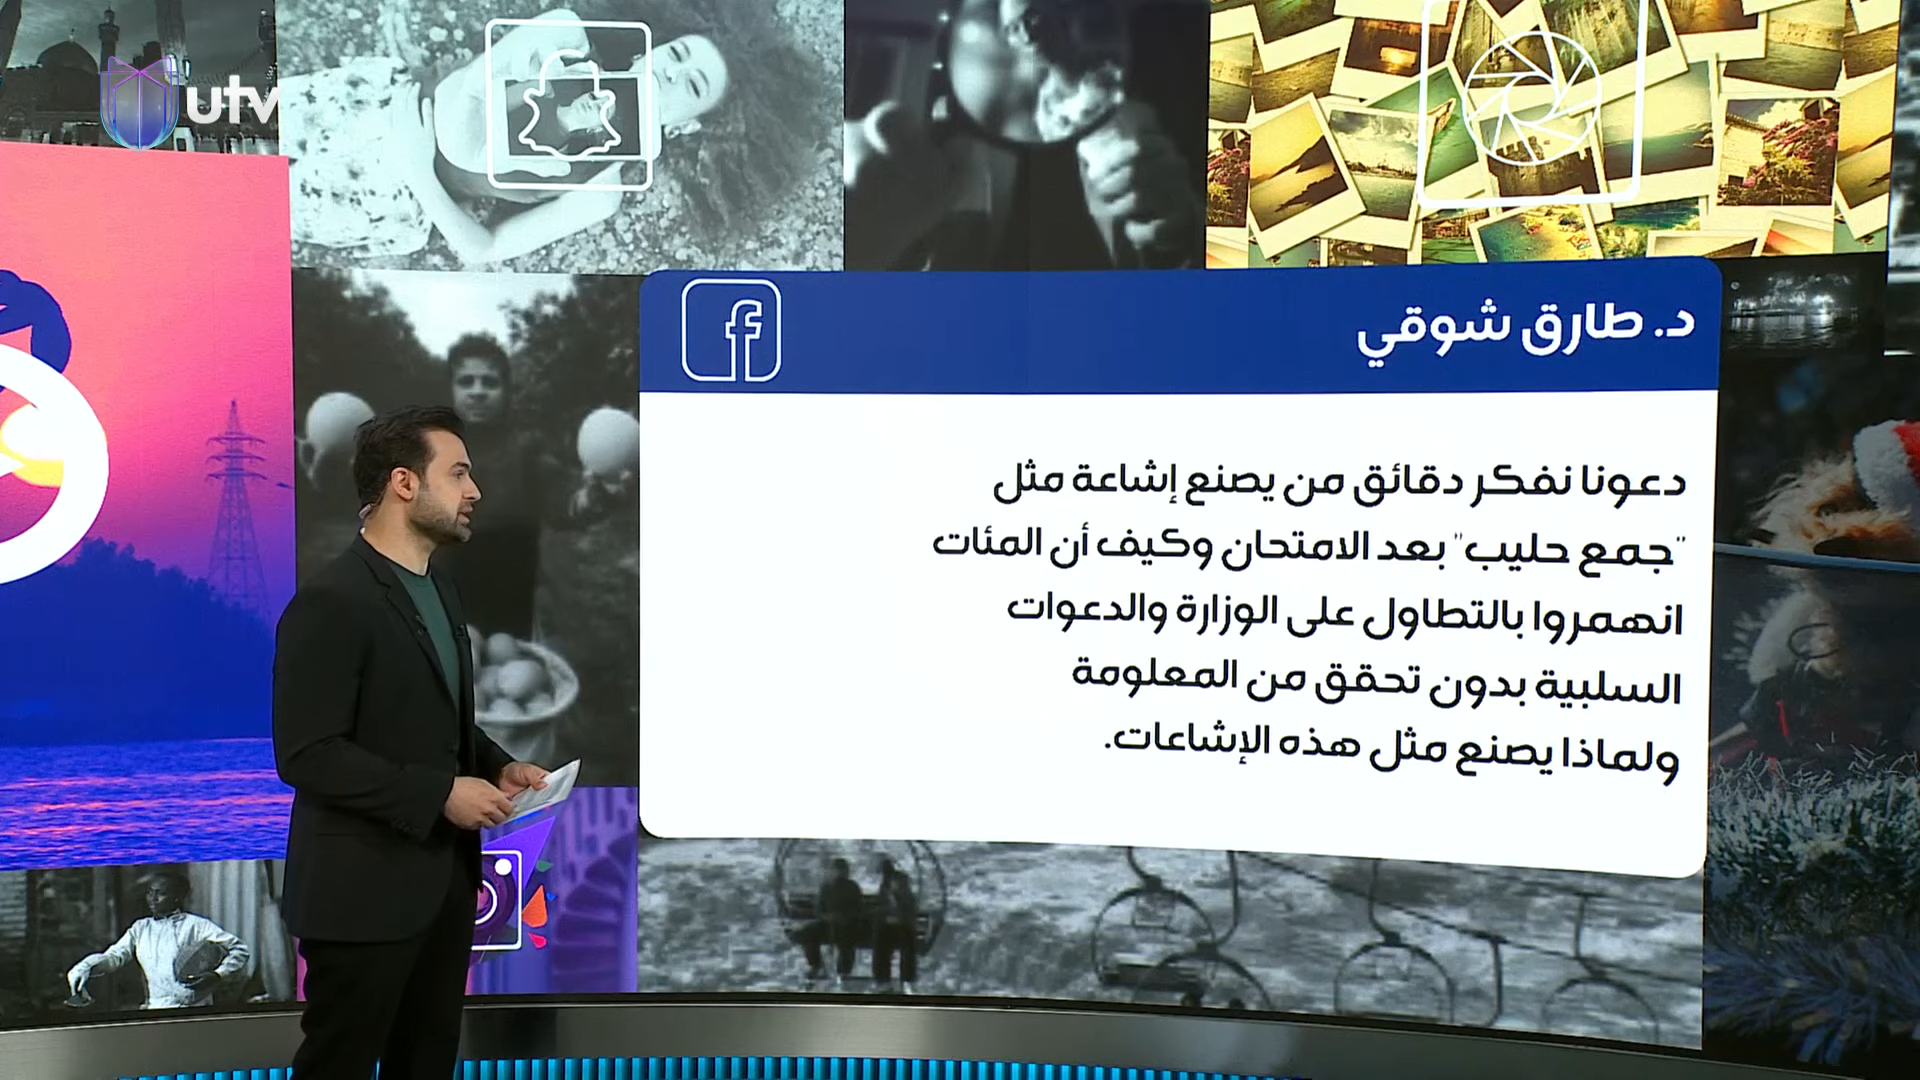 utv
د. طارق شوقي
دعونا نفكر دقائق من يصنع إشاعة مثل
"جمع حليب" بعد الامتحان وكيف أن المئات
انهمروا بالتطاول على الوزارة والدعوات
السلبية بدون تحقق من المعلومة
ولماذا يصنع مثل هذه الإشاعات.